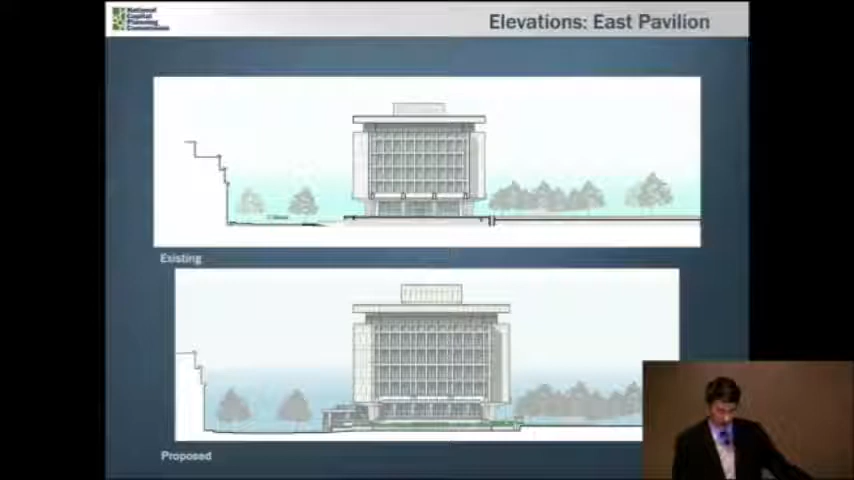 National
Capital
Planning
Commission
Elevations: East Pavilion
Existing
Proposed